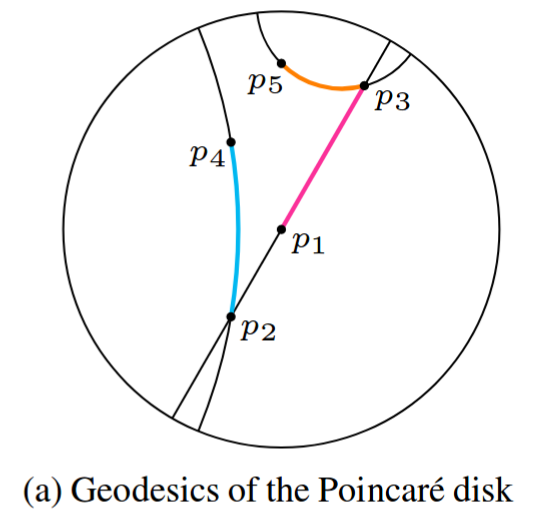 p5
p3
p4
p1
p2
(a) Geodesics of the Poincaré disk